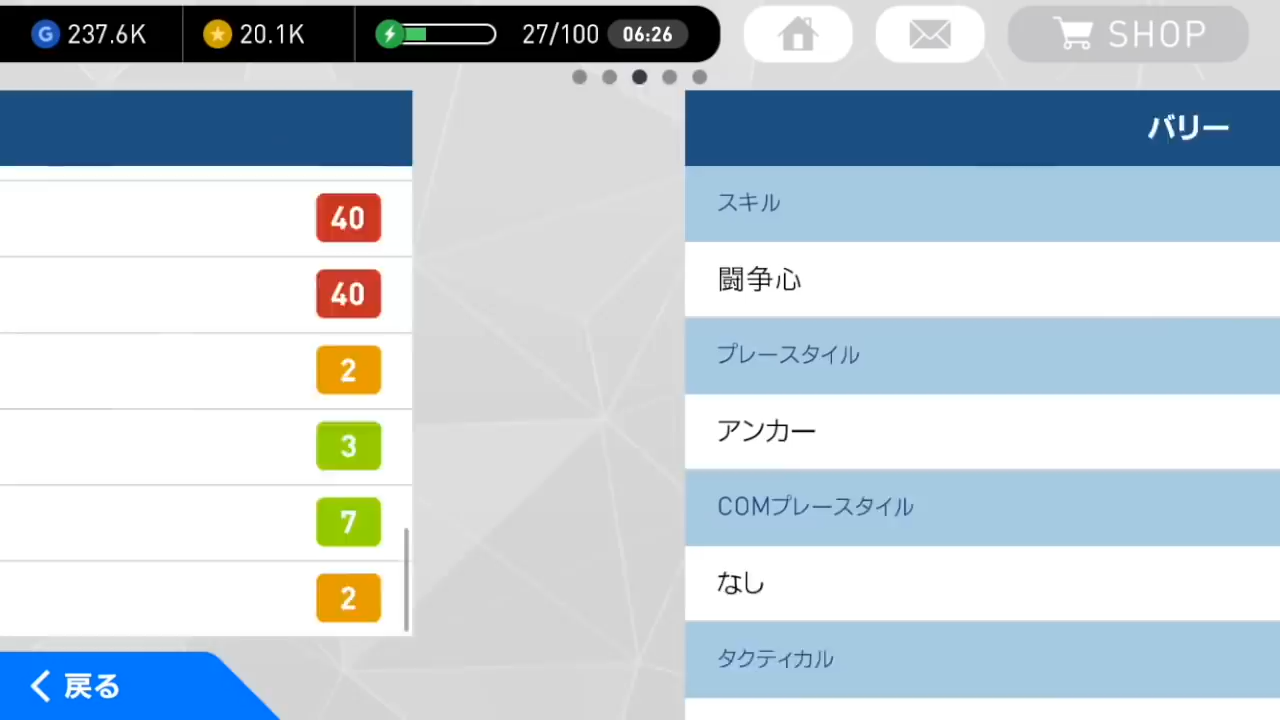 G 237.6K
20.1K
27/100
06:26
SHOP
40
40
2
3
7
2
戻る
バリー
スキル
闘争心
プレースタイル
アンカー
COMプレースタイル
なし
タクティカル